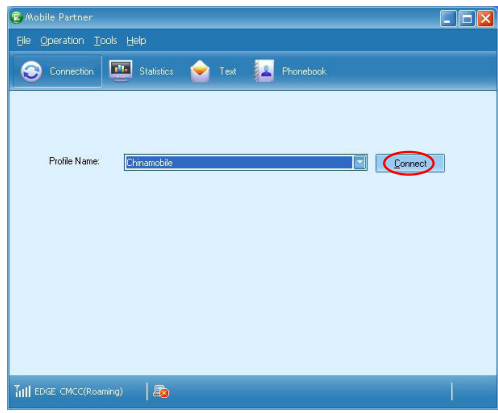 Mobile Partner
File Operation Tools Help
Connection Statistics Text Phonebook
Profile Name: Chinamobile Connect
EDGE CMCC(Roaming)